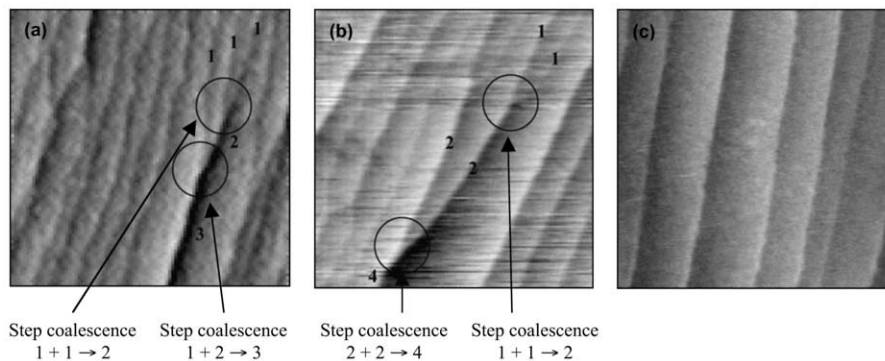 (a)
1 1 1
2
3
(b)
1
1
2
2
4
(c)
Step coalescence
1 + 1 → 2
Step coalescence
1 + 2 → 3
Step coalescence
2 + 2 → 4
Step coalescence
1 + 1 → 2